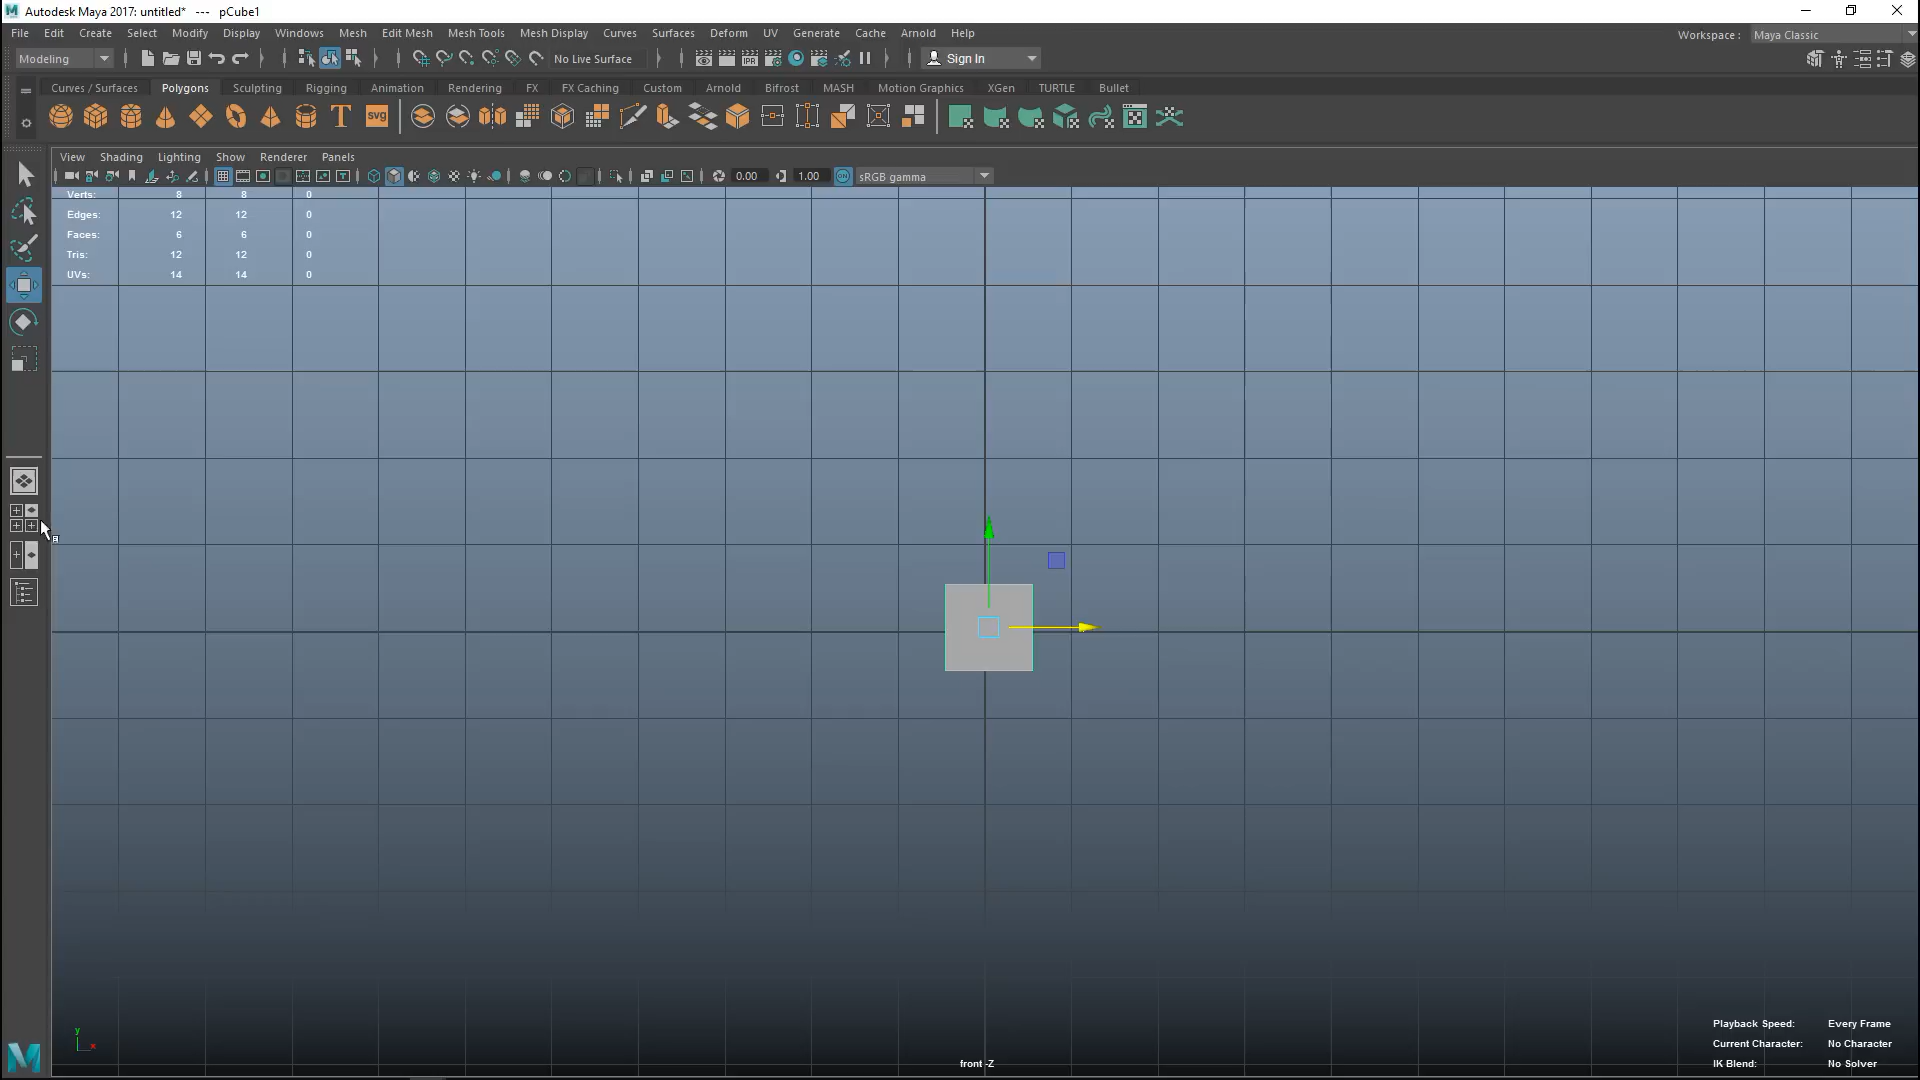 Autodesk Maya 2017: untitled* --- pCube1
File Edit Create Select Modify Display Windows Mesh Edit Mesh Mesh Tools Mesh Display Curves Surfaces Deform UV Generate Cache Arnold Help
Workspace : Maya Classic
Modeling No Live Surface IPR Sign In
Curves / Surfaces Polygons Sculpting Rigging Animation Rendering FX FX Caching Custom Arnold Bifrost MASH Motion Graphics XGen TURTLE Bullet
T SVG
View Shading Lighting Show Renderer Panels
0.00 1.00 ON sRGB gamma
Verts: 8 8 0
Edges: 12 12 0
Faces: 6 6 0
Tris: 12 12 0
UVs: 14 14 0
y
x
front -Z
Playback Speed: Every Frame
Current Character: No Character
IK Blend: No Solver